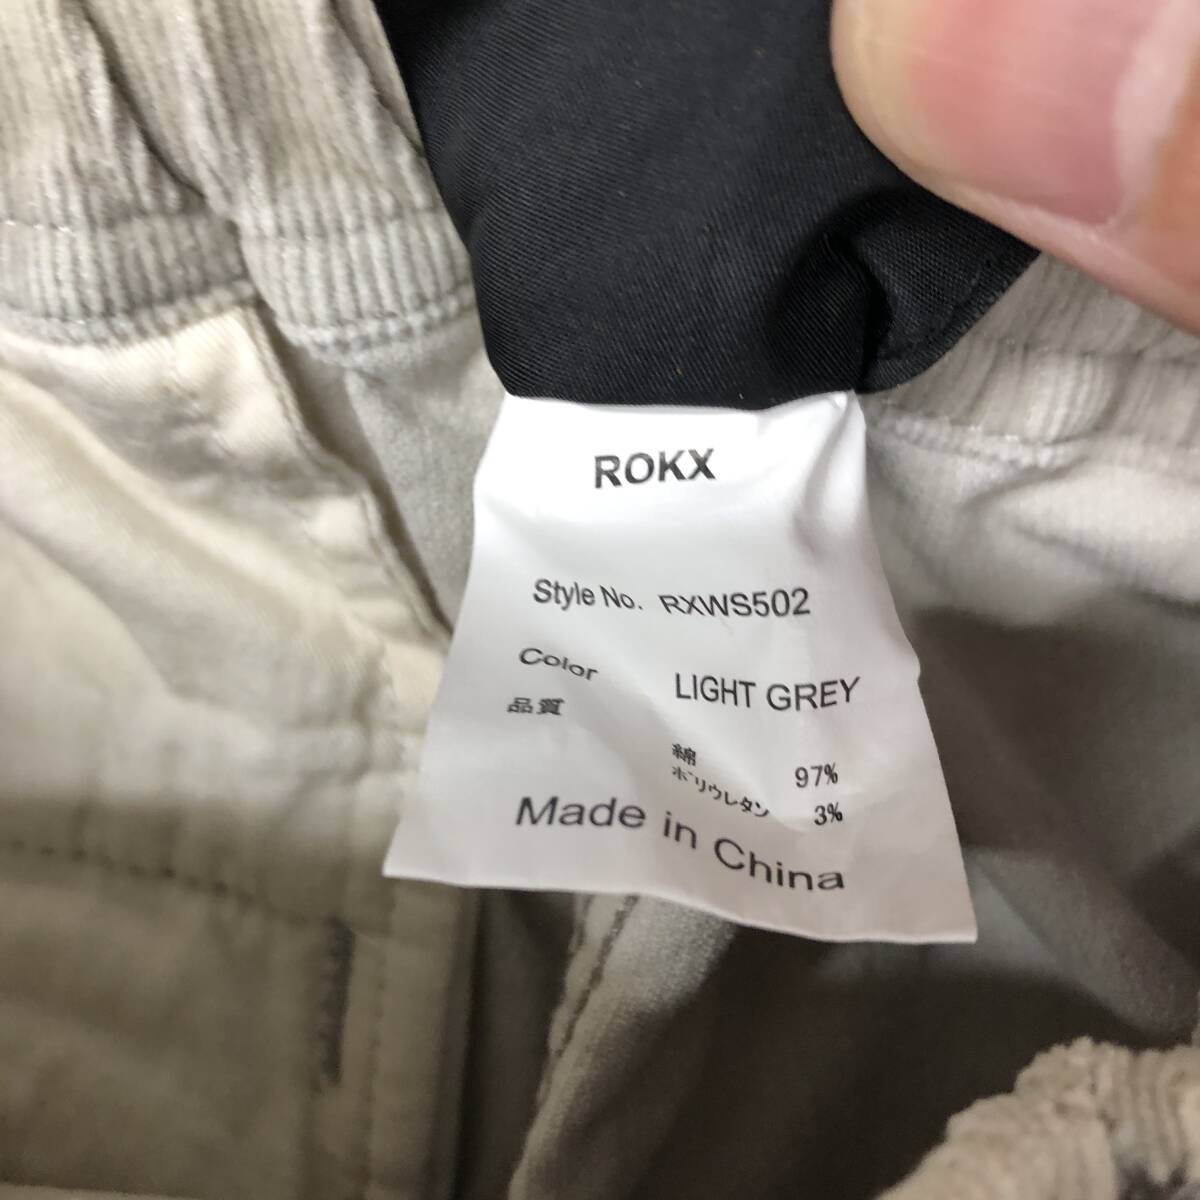 ROKX
Style No. RXWS502
Color LIGHT GREY
品質
綿 97%
ポリウレタン 3%
Made in China